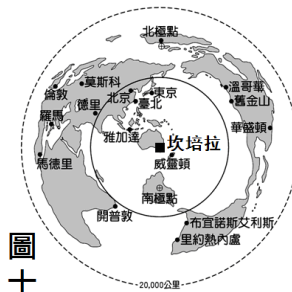 北極點
莫斯科
倫敦
北京
東京
溫哥華
德里
臺北
舊金山
羅馬
華盛頓
雅加達
坎培拉
馬德里
威靈頓
南極點
開普敦
布宜諾斯艾利斯
里約熱內盧
圖十
20,000公里